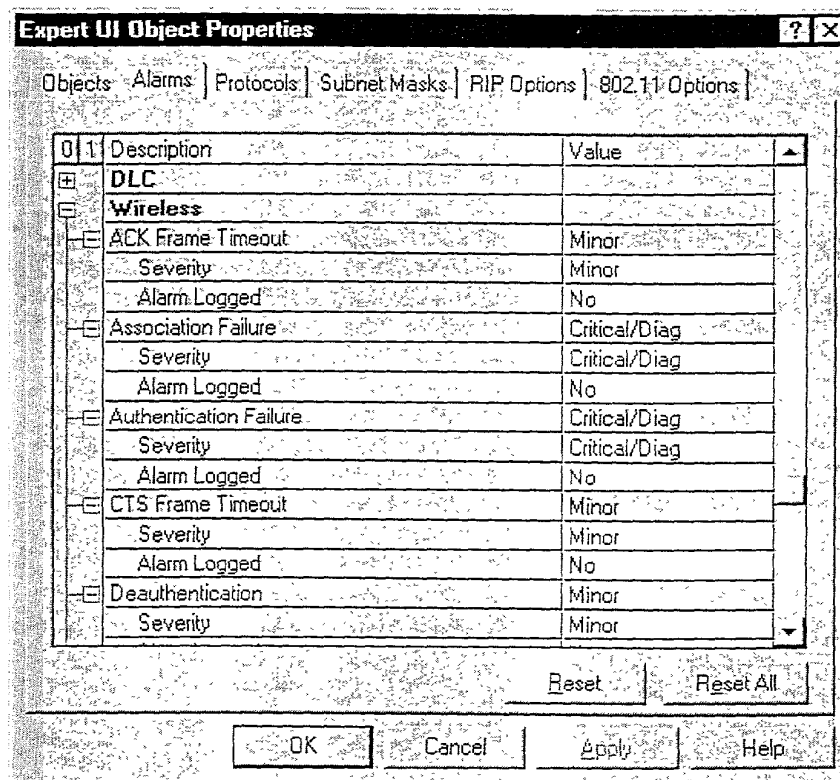 Expert UI Object Properties ? X
Objects Alarms Protocols Subnet Masks RIP Options 802.11 Options
0 1 Description Value
DLC
Wireless
ACK Frame Timeout Minor
Severity Minor
Alarm Logged No
Association Failure Critical/Diag
Severity Critical/Diag
Alarm Logged No
Authentication Failure Critical/Diag
Severity Critical/Diag
Alarm Logged No
CTS Frame Timeout Minor
Severity Minor
Alarm Logged No
Deauthentication Minor
Severity Minor
Reset Reset All
OK Cancel Apply Help